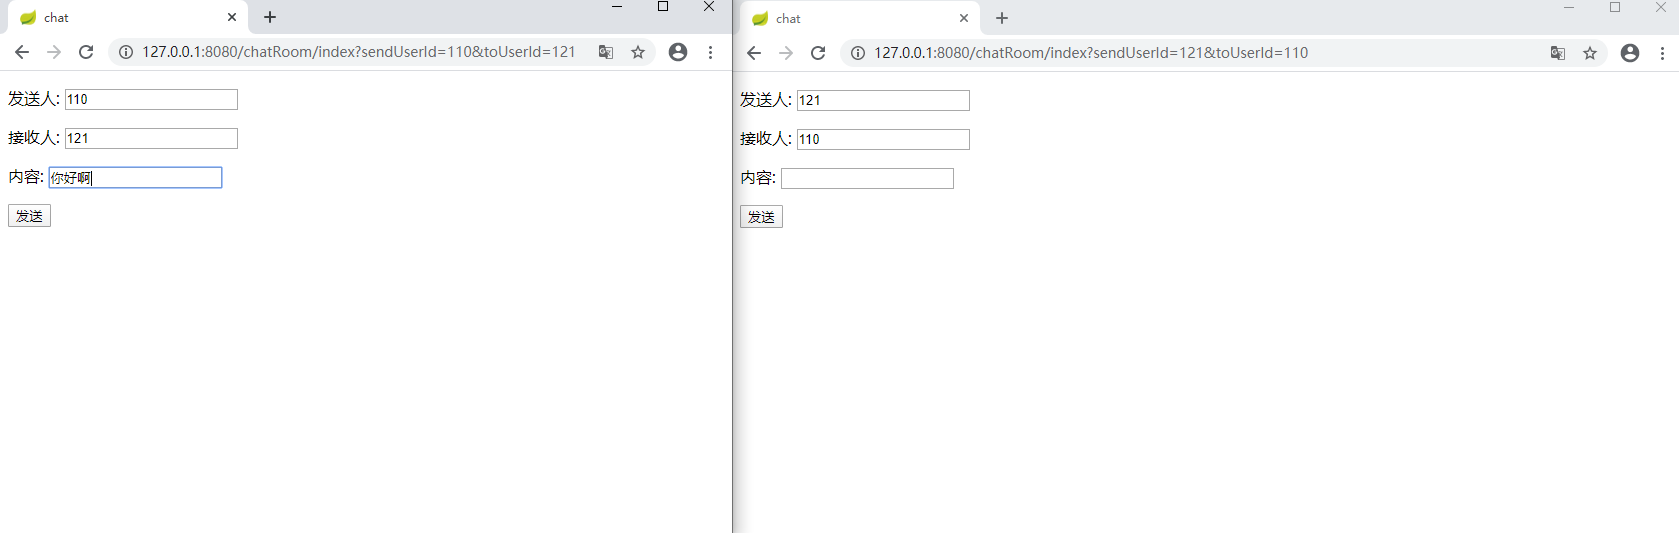 chat
127.0.0.1:8080/chatRoom/index?sendUserId=110&toUserId=121
发送人: 110
接收人: 121
内容: 你好啊
发送
chat
127.0.0.1:8080/chatRoom/index?sendUserId=121&toUserId=110
发送人: 121
接收人: 110
内容:
发送